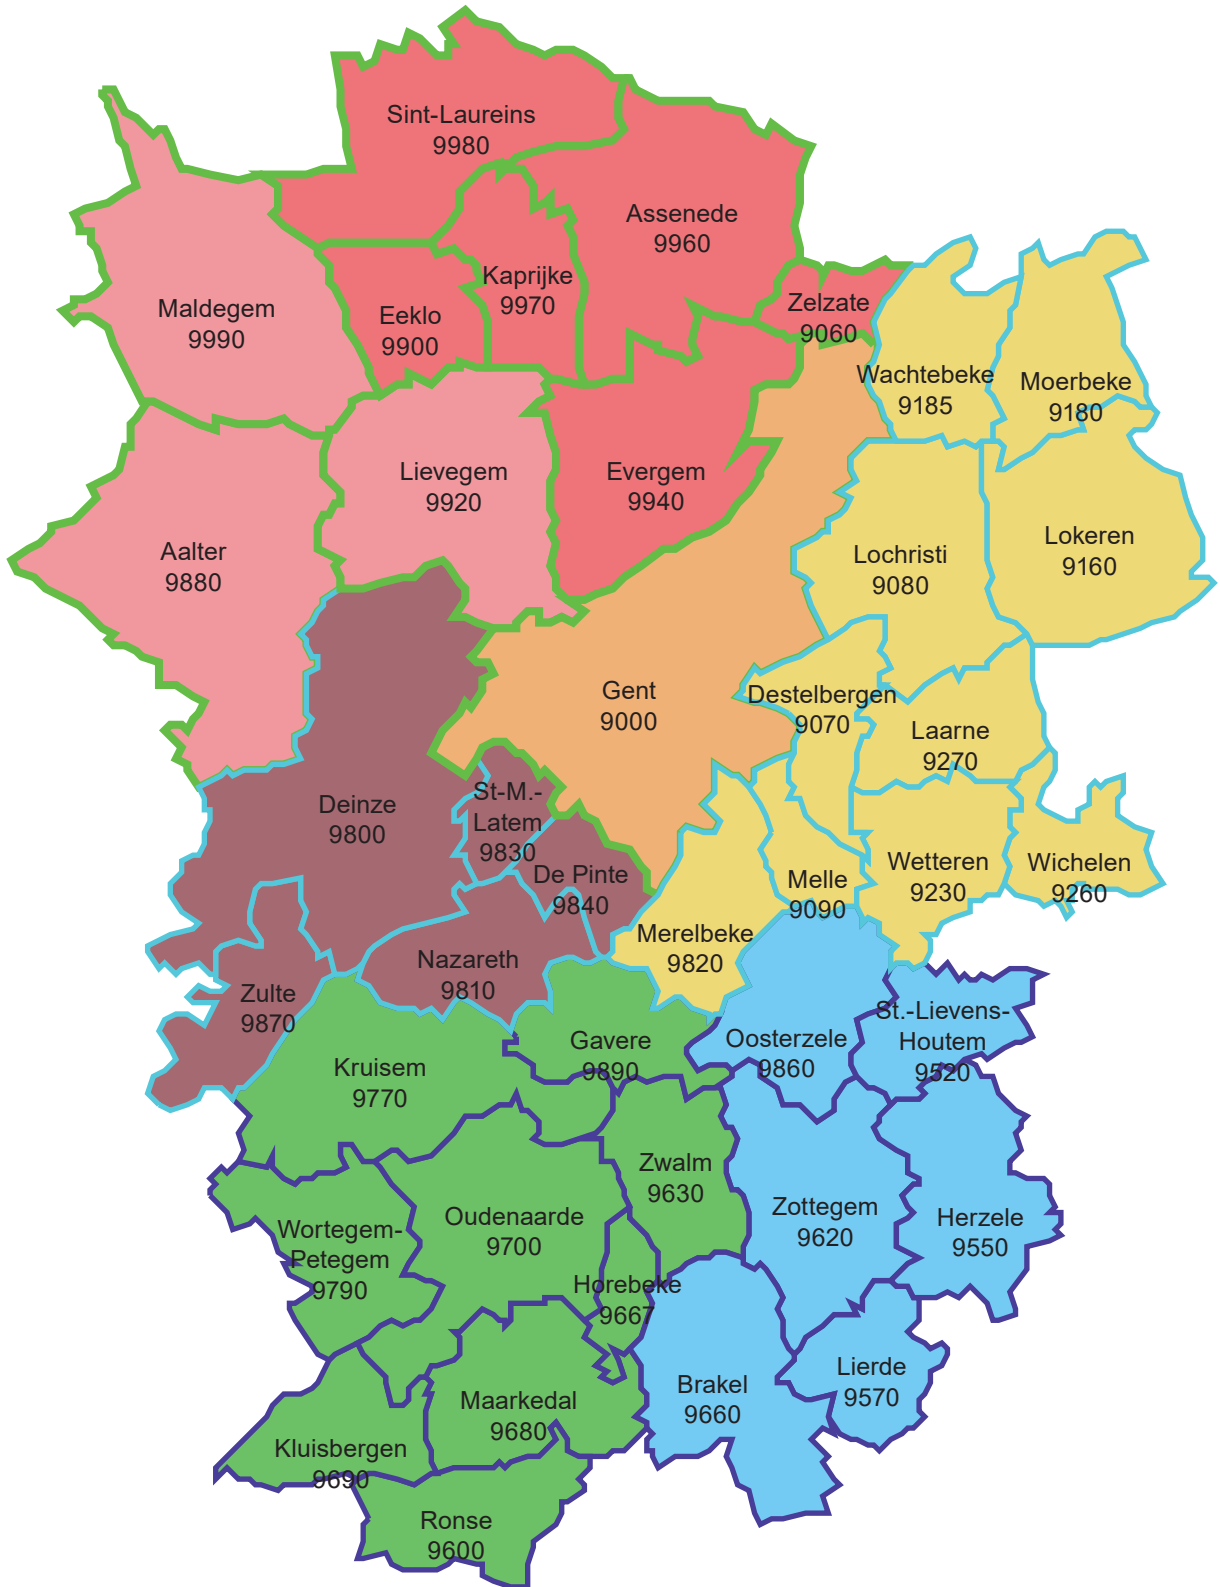 Sint-Laureins
9980
Assenede
9960
Kaprijke
9970
Zelzate
9060
Maldegem
9990
Eeklo
9900
Wachtebeke
9185
Moerbeke
9180
Lievegem
9920
Evergem
9940
Aalter
9880
Lochristi
9080
Lokeren
9160
Gent
9000
Destelbergen
9070
Laarne
9270
Deinze
9800
St-M.-
Latem
9830
De Pinte
9840
Melle
9090
Wetteren
9230
Wichelen
9260
Merelbeke
9820
Nazareth
9810
Zulte
9870
Kruisem
9770
Gavere
9890
Oosterzele
9860
St.-Lievens-
Houtem
9520
Zwalm
9630
Zottegem
9620
Herzele
9550
Wortegem-
Petegem
9790
Oudenaarde
9700
Horebeke
9667
Lierde
9570
Brakel
9660
Maarkedal
9680
Kluisbergen
9690
Ronse
9600